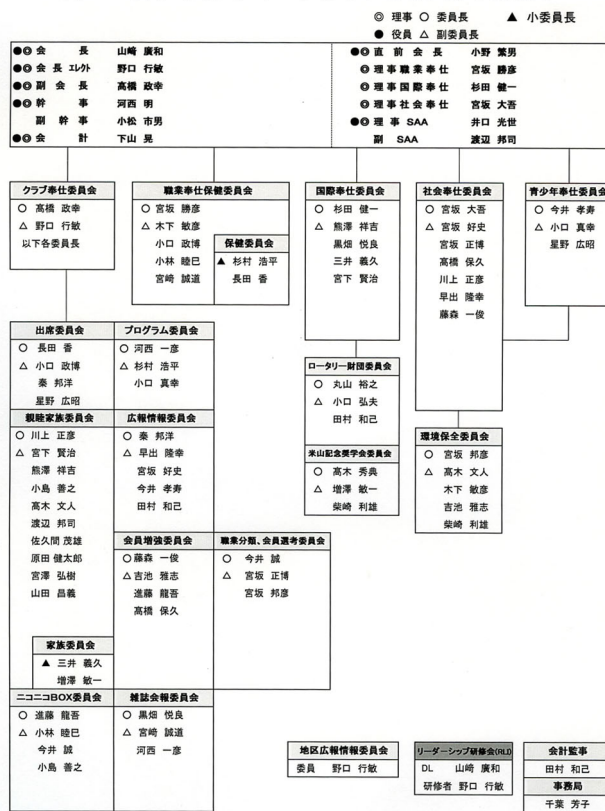 ◎ 理事 ○ 委員長 ▲ 小委員長
● 役員 △ 副委員長
●◎ 会長 山﨑 廣和
●◎ 会長エレクト 野口 行敏
●◎ 副会長 高橋 政幸
●◎ 幹事 河西 明
副幹事 小松 市男
●◎ 会計 下山 晃
●◎ 直前会長 小野 繁男
◎ 理事職業奉仕 宮坂 勝彦
◎ 理事国際奉仕 杉田 健一
◎ 理事社会奉仕 宮坂 大吾
●◎ 理事 SAA 井口 光世
副 SAA 渡辺 邦司
クラブ奉仕委員会
○ 髙橋 政幸
△ 野口 行敏
以下各委員長
職業奉仕保健委員会
○ 宮坂 勝彦
△ 木下 敏彦
小口 政博
小林 睦巳
宮﨑 誠道
保健委員会
▲ 杉村 浩平
長田 香
国際奉仕委員会
○ 杉田 健一
△ 熊澤 祥吉
黒畑 悦良
三井 義久
宮下 賢治
社会奉仕委員会
○ 宮坂 大吾
△ 宮坂 好史
宮坂 正博
髙橋 保久
川上 正彦
早出 隆幸
藤森 一俊
青少年奉仕委員会
○ 今井 孝寿
△ 小口 真幸
星野 広昭
出席委員会
○ 長田 香
△ 小口 政博
秦 邦洋
星野 広昭
プログラム委員会
○ 河西 一彦
△ 杉村 浩平
小口 真幸
ロータリー財団委員会
○ 丸山 裕之
△ 小口 弘夫
田村 和己
親睦家族委員会
○ 川上 正彦
△ 宮下 賢治
熊澤 祥吉
小島 善之
髙木 文人
渡辺 邦司
佐久間 茂雄
原田 健太郎
宮澤 弘樹
山田 昌義
広報情報委員会
○ 秦 邦洋
△ 早出 隆幸
宮坂 好史
今井 孝寿
田村 和己
米山記念奨学会委員会
○ 髙木 秀典
△ 増澤 敏一
柴崎 利雄
環境保全委員会
○ 宮坂 邦彦
△ 髙木 文人
木下 敏彦
吉池 雅志
柴崎 利雄
会員増強委員会
○ 藤森 一俊
△ 吉池 雅志
進藤 龍吾
髙橋 保久
職業分類、会員選考委員会
○ 今井 誠
△ 宮坂 正博
宮坂 邦彦
家族委員会
▲ 三井 義久
増澤 敏一
ニコニコBOX委員会
○ 進藤 龍吾
△ 小林 睦巳
今井 誠
小島 善之
雑誌会報委員会
○ 黒畑 悦良
△ 宮﨑 誠道
河西 一彦
地区広報情報委員会
委員 野口 行敏
リーダーシップ研修会(RLI)
DL 山﨑 廣和
研修者 野口 行敏
会計監事
田村 和己
事務局
千葉 芳子